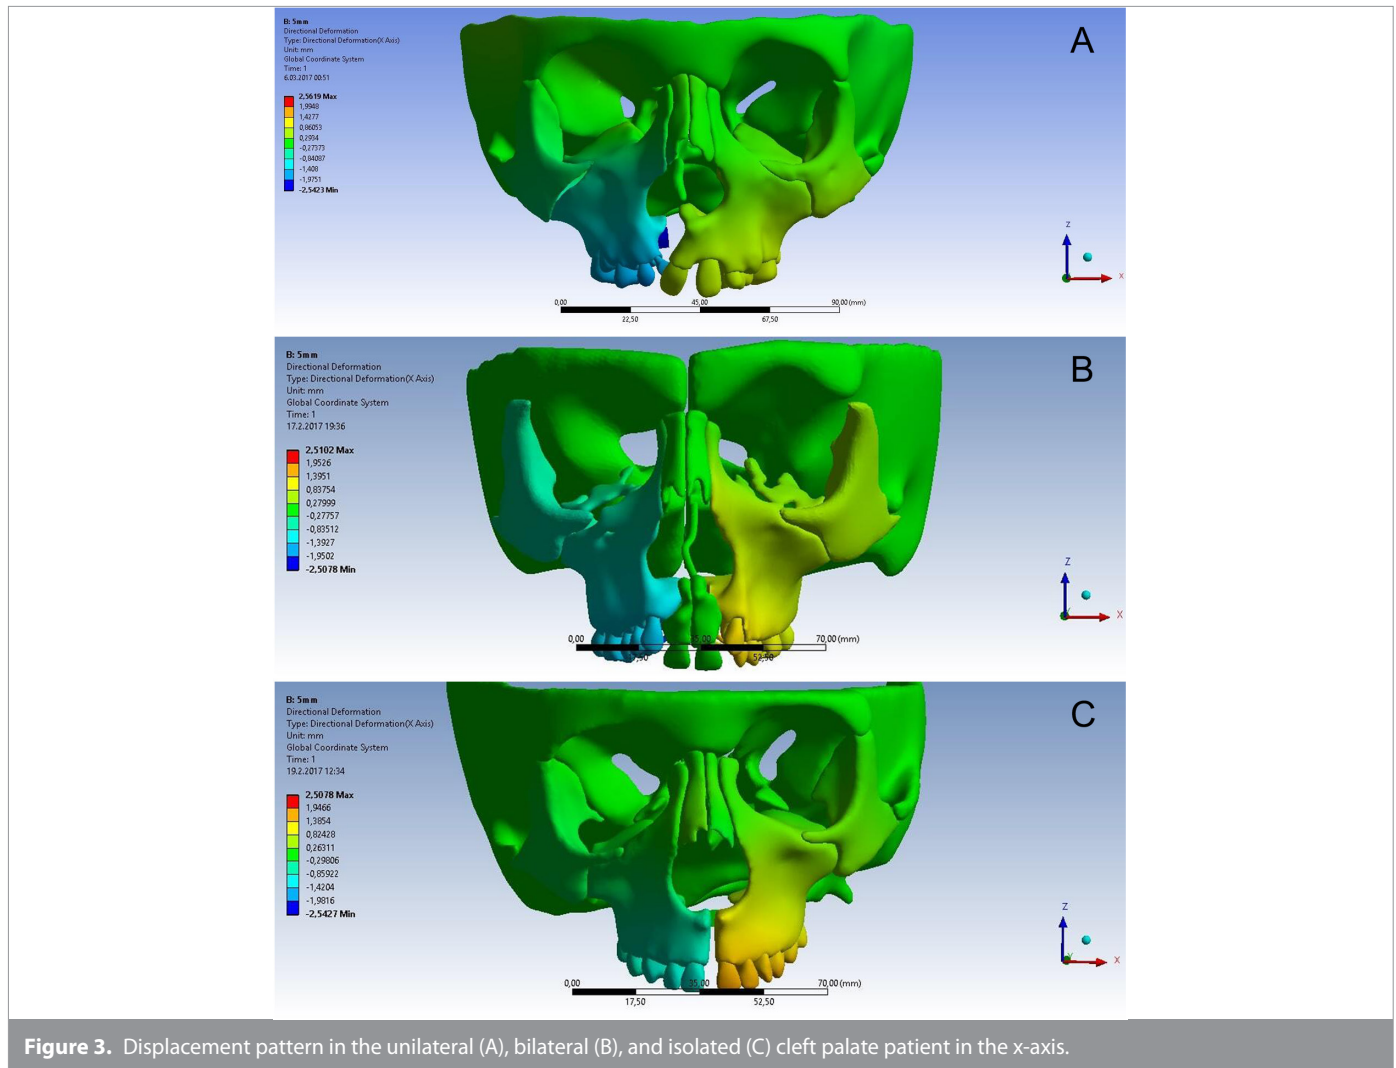 B: 5mm
Directional Deformation
Type: Directional Deformation(X Axis)
Unit: mm
Global Coordinate System
Time: 1
6.03.2017 00:51
2,5619 Max
1,9948
1,4277
0,86053
0,2934
-0,27373
-0,84087
-1,408
-1,9751
-2,5423 Min
A
Z
X
0,00 45,00 90,00 (mm)
22,50 67,50
B: 5mm
Directional Deformation
Type: Directional Deformation(X Axis)
Unit: mm
Global Coordinate System
Time: 1
17.2.2017 19:36
2,5102 Max
1,9526
1,3951
0,83754
0,27999
-0,27757
-0,83512
-1,3927
-1,9502
-2,5078 Min
B
Z
Y
X
0,00 70,00 (mm)
52,50
B: 5mm
Directional Deformation
Type: Directional Deformation(X Axis)
Unit: mm
Global Coordinate System
Time: 1
19.2.2017 12:34
2,5078 Max
1,9466
1,3854
0,82428
0,26311
-0,29806
-0,85922
-1,4204
-1,9816
-2,5427 Min
C
Z
Y
X
0,00 35,00 70,00 (mm)
17,50 52,50
Figure 3. Displacement pattern in the unilateral (A), bilateral (B), and isolated (C) cleft palate patient in the x-axis.